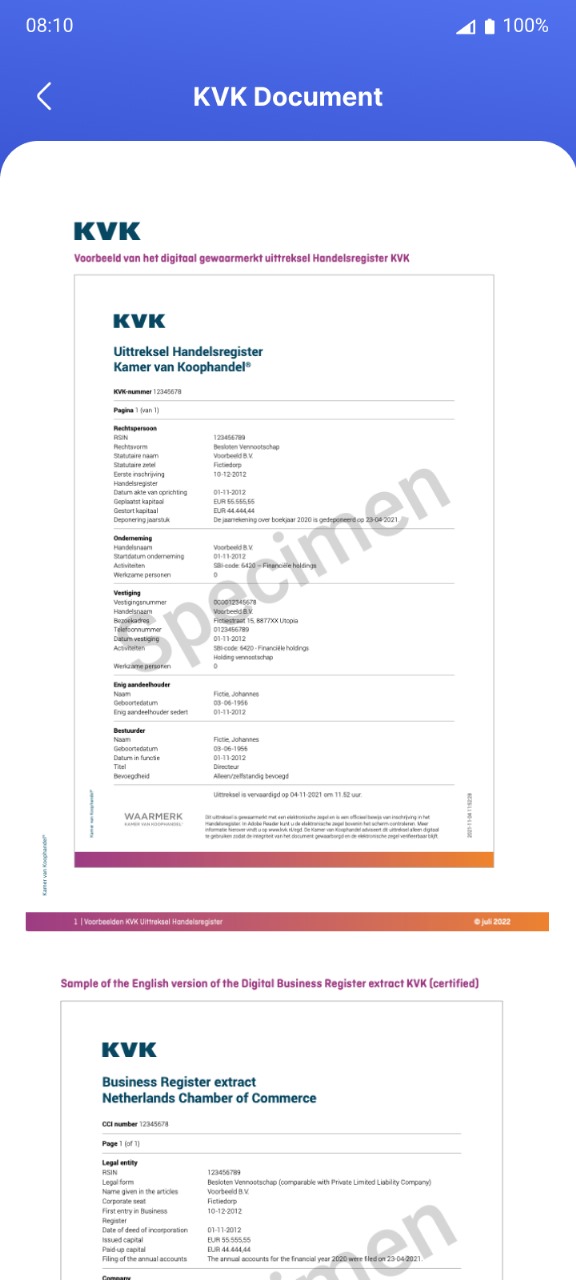 08:10
100%
KVK Document
KVK
Voorbeeld van het digitaal gewaarmerkt uittreksel Handelsregister KVK
KVK
Uittreksel Handelsregister
Kamer van Koophandel®
KVK-nummer 12345678
Pagina 1 (van 1)
Rechtspersoon
RSIN 123456789
Rechtsvorm Besloten Vennootschap
Statutaire naam Voorbeeld B.V.
Statutaire zetel Fictiedorp
Eerste inschrijving 10-12-2012
Handelsregister
Datum akte van oprichting 01-11-2012
Geplaatst kapitaal EUR 55.555,55
Gestort kapitaal EUR 44.444,44
Deponering jaarstuk De jaarrekening over boekjaar 2020 is gedeponeerd op 23-04-2021.
Onderneming
Handelsnaam Voorbeeld B.V.
Startdatum onderneming 01-11-2012
Activiteiten SBI-code: 6420 - Financiële holdings
Werkzame personen 0
Vestiging
Vestigingsnummer 000012345678
Handelsnaam Voorbeeld B.V.
Bezoekadres Fictiestraat 15, 8877XX Utopia
Telefoonnummer 0123456789
Datum vestiging 01-11-2012
Activiteiten SBI-code: 6420 - Financiële holdings
Holding vennootschap
Werkzame personen 0
Enig aandeelhouder
Naam Fictie, Johannes
Geboortedatum 03-06-1956
Enig aandeelhouder sedert 01-11-2012
Bestuurder
Naam Fictie, Johannes
Geboortedatum 03-06-1956
Datum in functie 01-11-2012
Titel Directeur
Bevoegdheid Alleen/zelfstandig bevoegd
Uittreksel is vervaardigd op 04-11-2021 om 11.52 uur.
Specimen
WAARMERK
KAMER VAN KOOPHANDEL
Dit uittreksel is gewaarmerkt met een elektronische zegel en is een officieel bewijs van inschrijving in het
Handelsregister. In Adobe Reader kunt u de elektronische zegel bovenin het scherm controleren. Meer
informatie hierover vindt u op www.kvk.nl/egd. De Kamer van Koophandel adviseert dit uittreksel alleen digitaal
te gebruiken zodat de integriteit van het document gewaarborgd en de elektronische zegel verifieerbaar blijft.
Kamer van Koophandel®
Kamer van Koophandel®
1 | Voorbeelden KVK Uittreksel Handelsregister
© juli 2022
Sample of the English version of the Digital Business Register extract KVK (certified)
KVK
Business Register extract
Netherlands Chamber of Commerce
CCI number 12345678
Page 1 (of 1)
Legal entity
RSIN 123456789
Legal form Besloten Vennootschap (comparable with Private Limited Liability Company)
Name given in the articles Voorbeeld B.V.
Corporate seat Fictiedorp
First entry in Business 10-12-2012
Register
Date of deed of incorporation 01-11-2012
Issued capital EUR 55.555,55
Paid-up capital EUR 44.444,44
Filing of the annual accounts The annual accounts for the financial year 2020 were filed on 23-04-2021.
Company